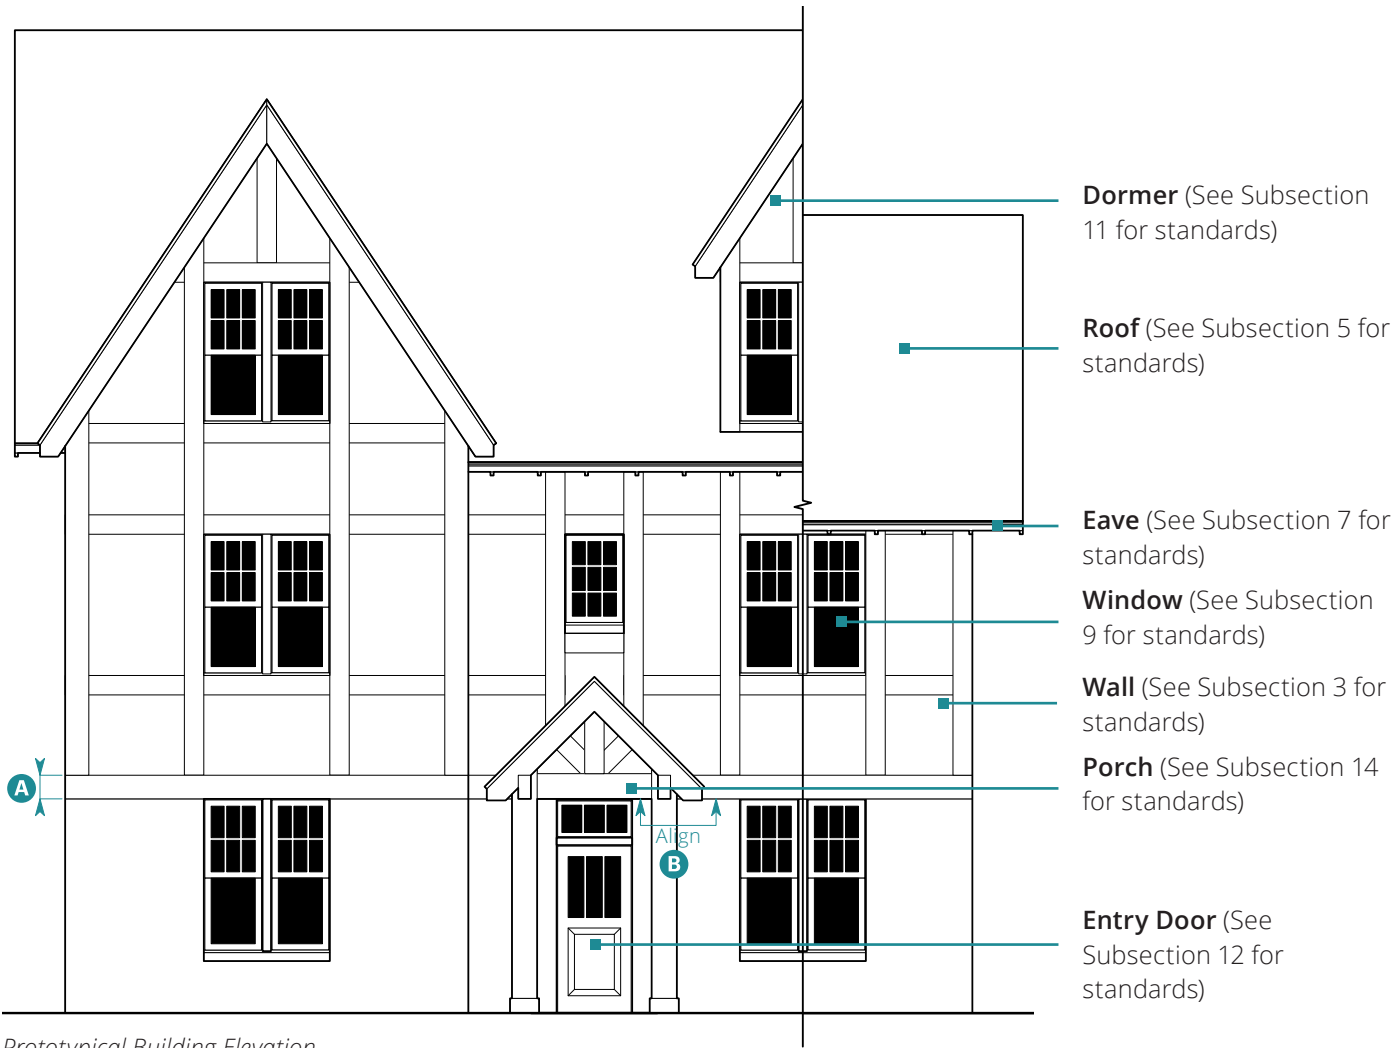 Dormer (See Subsection
11 for standards)
Roof (See Subsection 5 for
standards)
Eave (See Subsection 7 for
standards)
Window (See Subsection
9 for standards)
Wall (See Subsection 3 for
standards)
Porch (See Subsection 14
for standards)
A
Align
B
Entry Door (See
Subsection 12 for
standards)
Prototypical Building Elevation